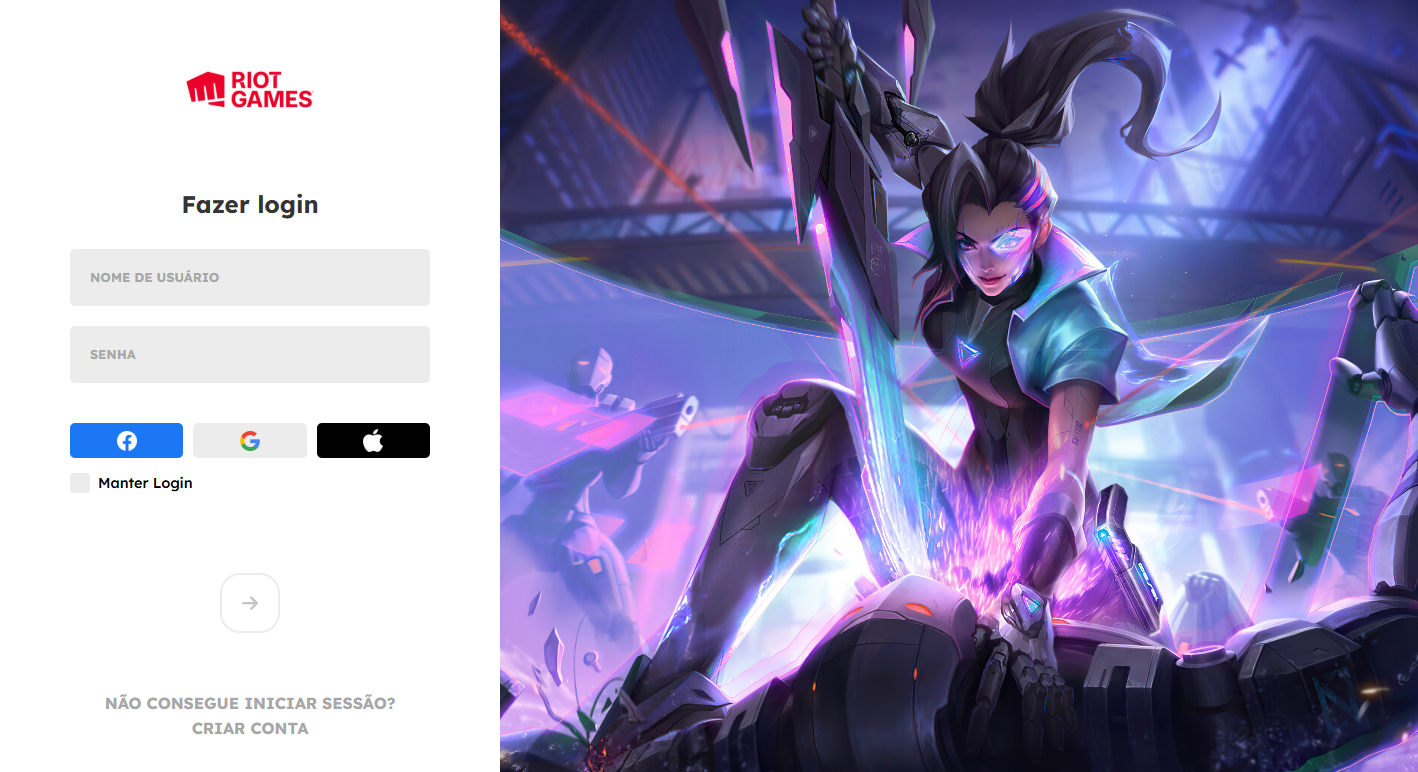 RIOT
GAMES
Fazer login
NOME DE USUÁRIO
SENHA
Manter Login
NÃO CONSEGUE INICIAR SESSÃO?
CRIAR CONTA